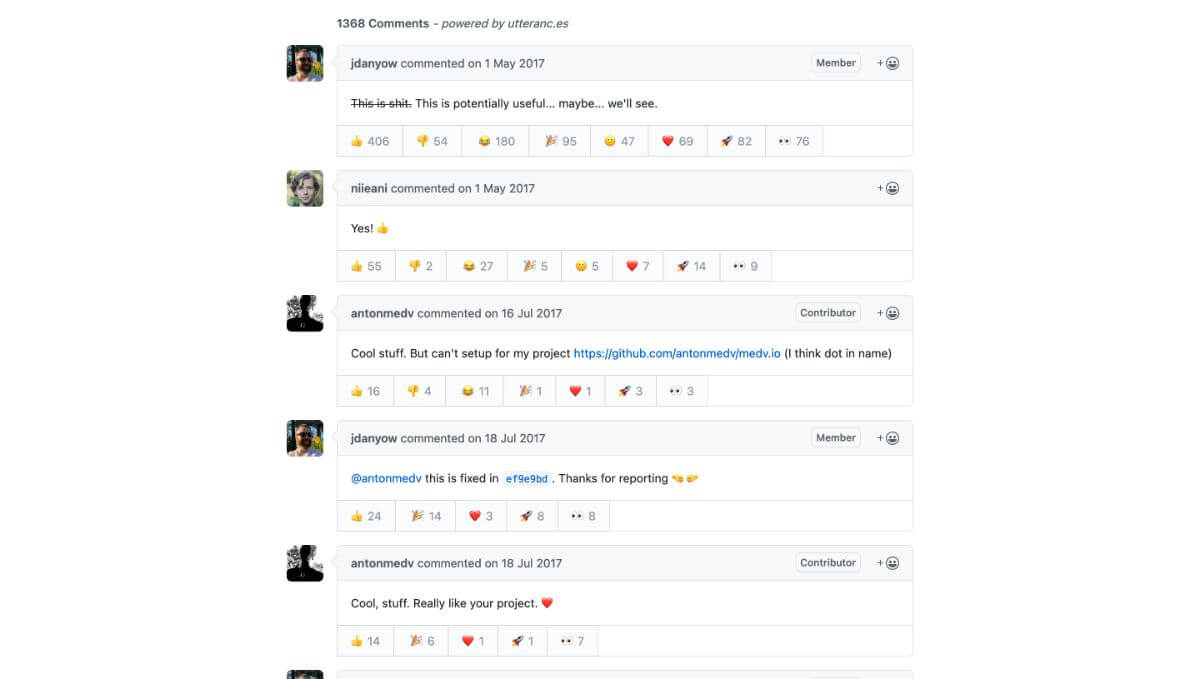 1368 Comments - powered by utteranc.es
jdanyow commented on 1 May 2017 Member +
This is shit. This is potentially useful... maybe... we'll see.
👍 406 👎 54 😂 180 🎉 95 😕 47 ❤️ 69 🚀 82 👀 76
niieani commented on 1 May 2017 +
Yes! 👍
👍 55 👎 2 😂 27 🎉 5 😕 5 ❤️ 7 🚀 14 👀 9
antonmedv commented on 16 Jul 2017 Contributor +
Cool stuff. But can't setup for my project https://github.com/antonmedv/medv.io (I think dot in name)
👍 16 👎 4 😂 11 🎉 1 ❤️ 1 🚀 3 👀 3
jdanyow commented on 18 Jul 2017 Member +
@antonmedv this is fixed in ef9e9bd. Thanks for reporting 🤜🤛
👍 24 🎉 14 ❤️ 3 🚀 8 👀 8
antonmedv commented on 18 Jul 2017 Contributor +
Cool, stuff. Really like your project. ❤️
👍 14 🎉 6 ❤️ 1 🚀 1 👀 7